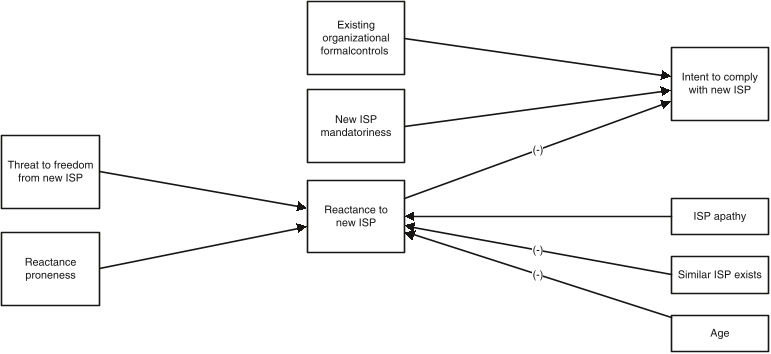 Existing
organizational
formalcontrols
Intent to comply
with new ISP
New ISP
mandatoriness
(-)
Threat to freedom
from new ISP
Reactance to
new ISP
ISP apathy
Reactance
proneness
(-)
Similar ISP exists
(-)
Age